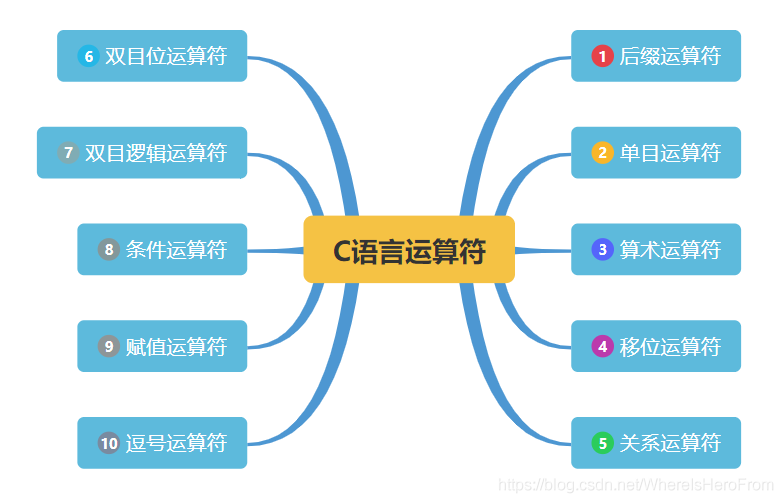 C语言运算符
1 后缀运算符
2 单目运算符
3 算术运算符
4 移位运算符
5 关系运算符
6 双目位运算符
7 双目逻辑运算符
8 条件运算符
9 赋值运算符
10 逗号运算符
https://blog.csdn.net/WhereIsHeroFrom